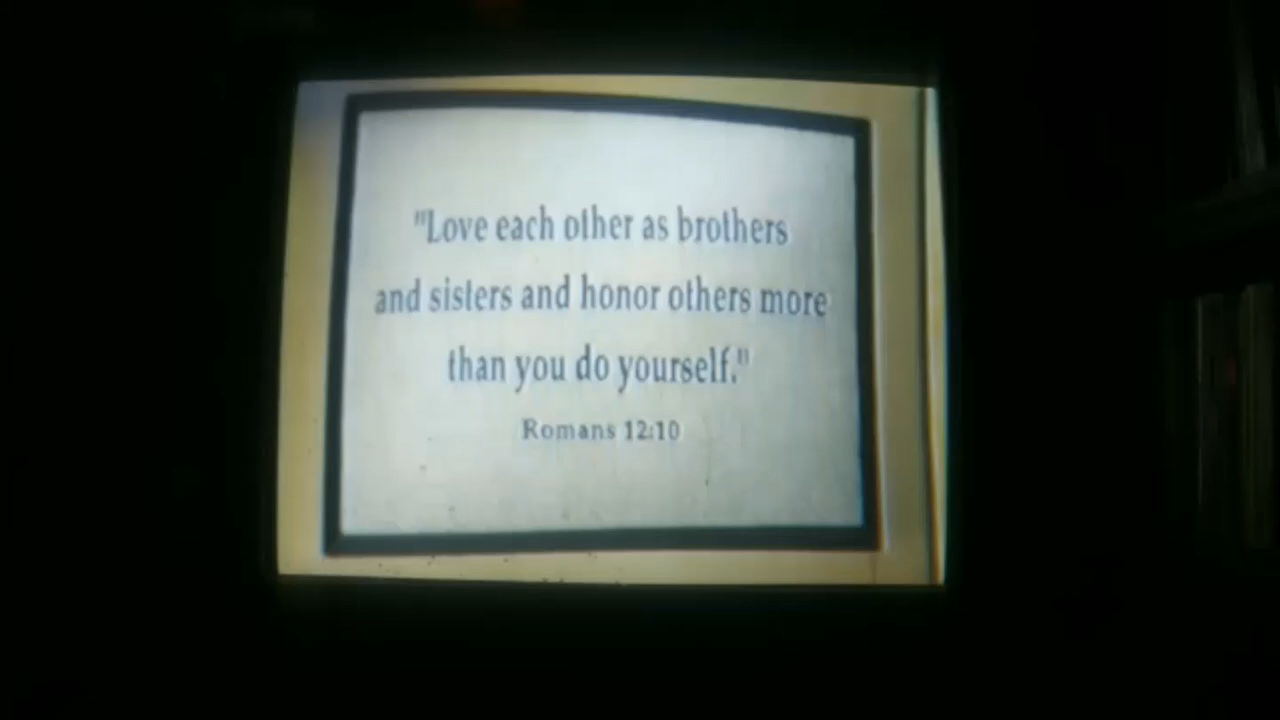 "Love each other as brothers
and sisters and honor others more
than you do yourself."
Romans 12:10